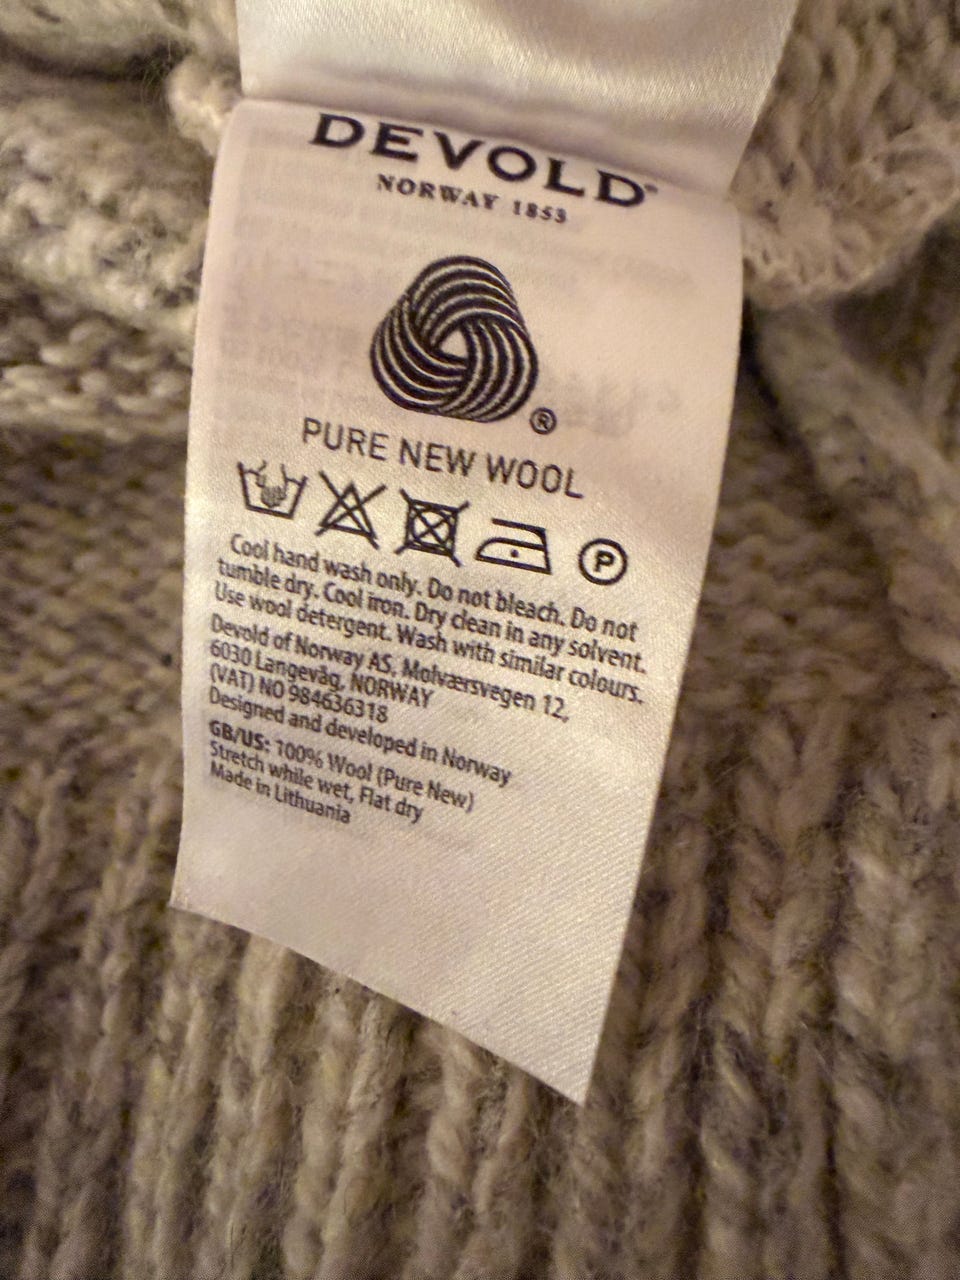 DEVOLD®
NORWAY 1853
®
PURE NEW WOOL
P
Cool hand wash only. Do not bleach. Do not
tumble dry. Cool iron. Dry clean in any solvent.
Use wool detergent. Wash with similar colours.
Devold of Norway AS, Molværsvegen 12,
6030 Langevåg, NORWAY
(VAT) NO 984636318
Designed and developed in Norway
GB/US: 100% Wool (Pure New)
Stretch while wet, Flat dry
Made in Lithuania